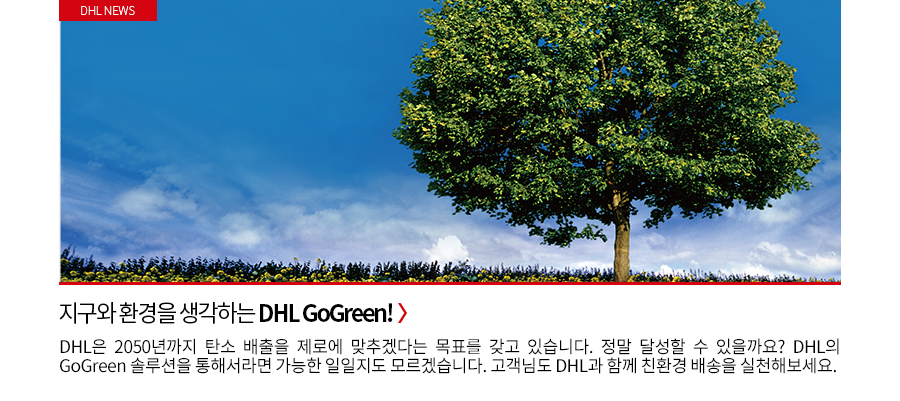 DHL NEWS
지구와 환경을 생각하는 DHL GoGreen! 〉
DHL은 2050년까지 탄소 배출을 제로에 맞추겠다는 목표를 갖고 있습니다. 정말 달성할 수 있을까요? DHL의
GoGreen 솔루션을 통해서라면 가능한 일일지도 모르겠습니다. 고객님도 DHL과 함께 친환경 배송을 실천해보세요.